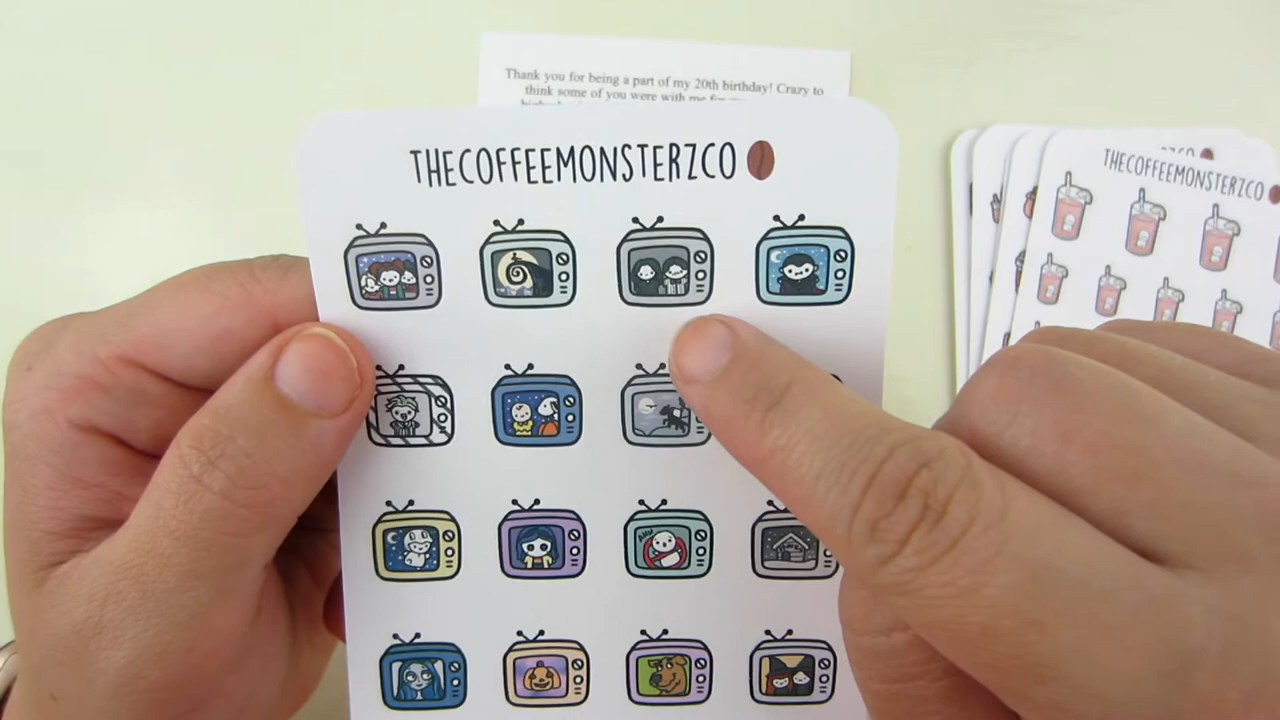 Thank you for being a part of my 20th birthday! Crazy to
think some of you were with me for
THECOFFEEMONSTERZCO
THECOFFEEMONSTERZCO